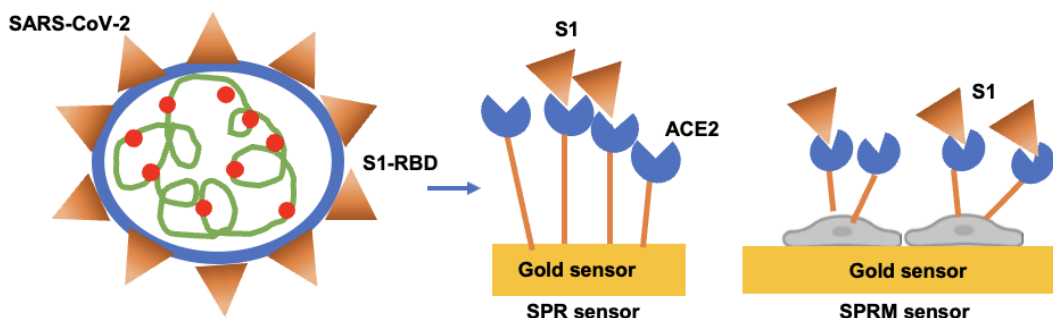 SARS-CoV-2
S1-RBD
S1
ACE2
Gold sensor
SPR sensor
S1
Gold sensor
SPRM sensor